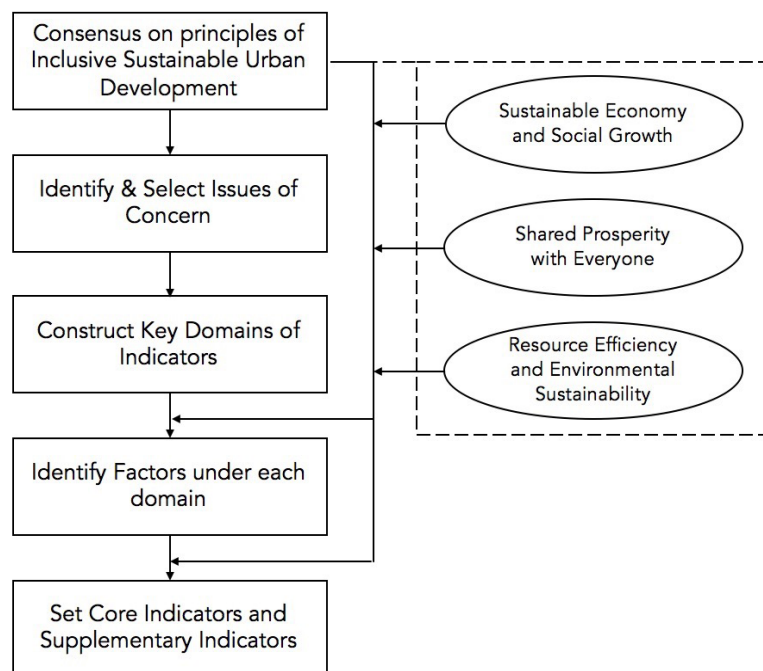 Consensus on principles of
Inclusive Sustainable Urban
Development
Identify & Select Issues of
Concern
Construct Key Domains of
Indicators
Identify Factors under each
domain
Set Core Indicators and
Supplementary Indicators
Sustainable Economy
and Social Growth
Shared Prosperity
with Everyone
Resource Efficiency
and Environmental
Sustainability